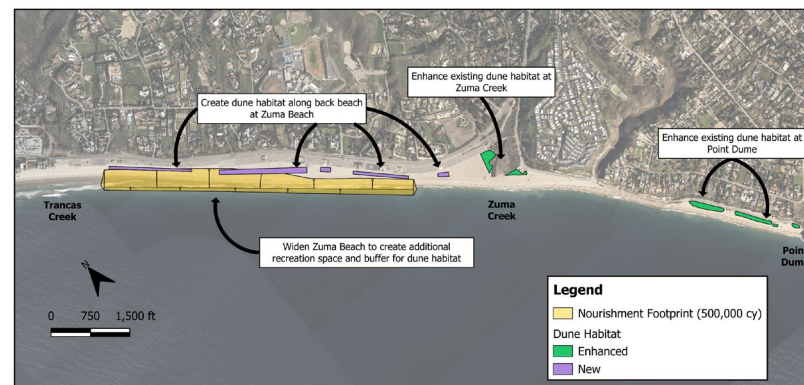 Enhance existing dune habitat at
Zuma Creek
Create dune habitat along back beach
at Zuma Beach
Enhance existing dune habitat at
Point Dume
Trancas
Creek
Zuma
Creek
Poin
Dum
Widen Zuma Beach to create additional
recreation space and buffer for dune habitat
N
0 750 1,500 ft
Legend
Nourishment Footprint (500,000 cy)
Dune Habitat
Enhanced
New